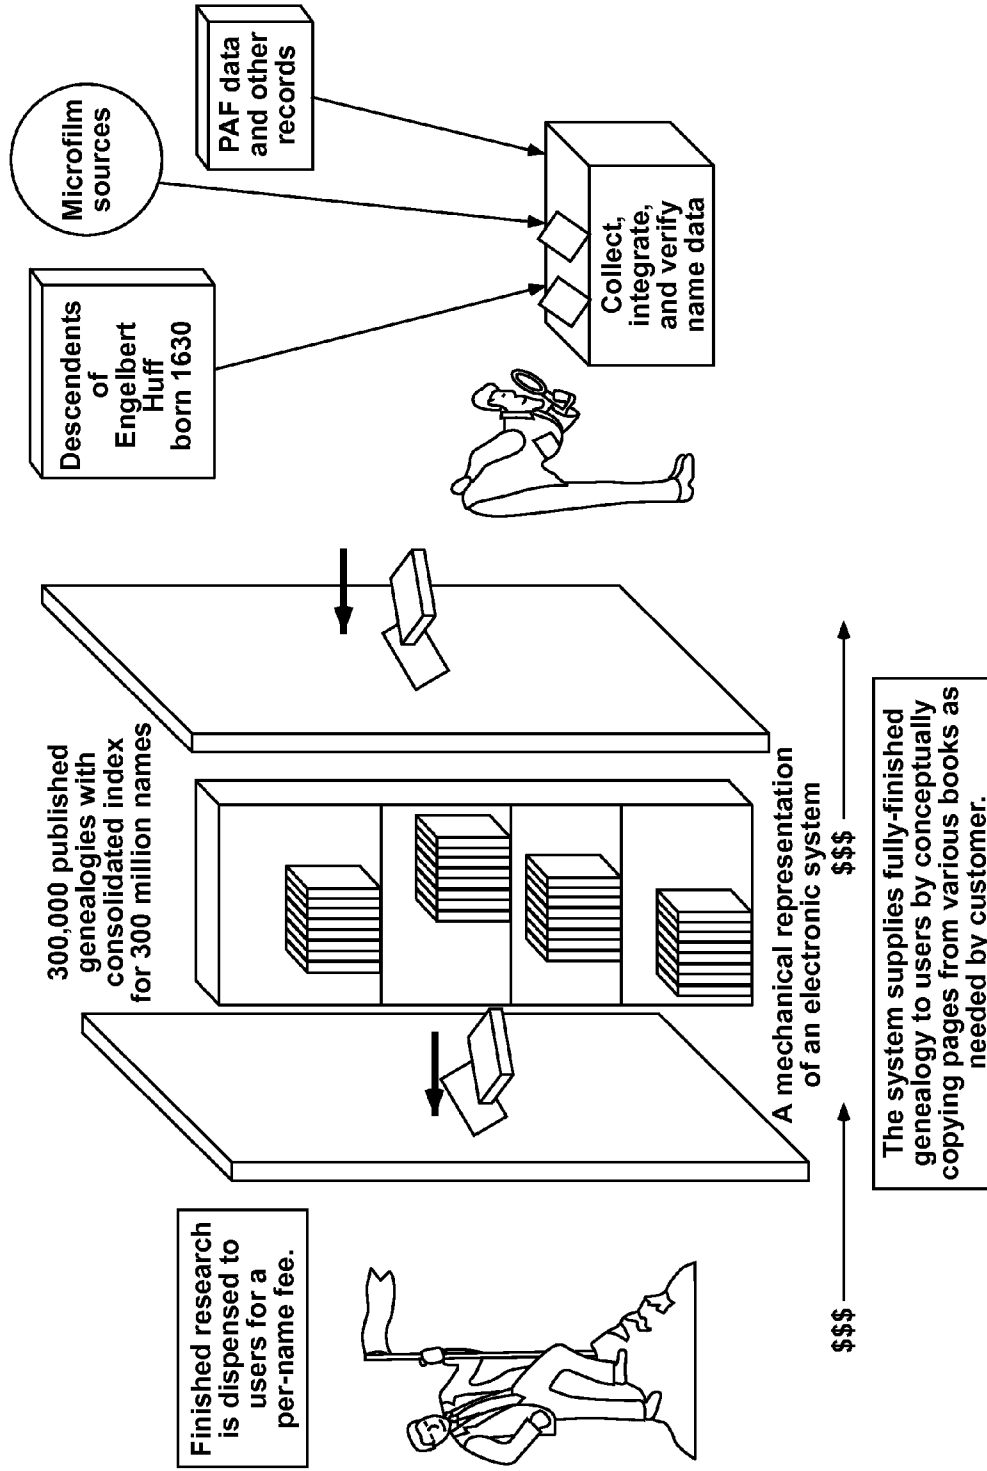 Finished research
is dispensed to
users for a
per-name fee.
300,000 published
genealogies with
consolidated index
for 300 million names
Descendents
of
Engelbert
Huff
born 1630
Microfilm
sources
PAF data
and other
records
Collect,
integrate,
and verify
name data
A mechanical representation
of an electronic system
$$$
$$$
The system supplies fully-finished
genealogy to users by conceptually
copying pages from various books as
needed by customer.